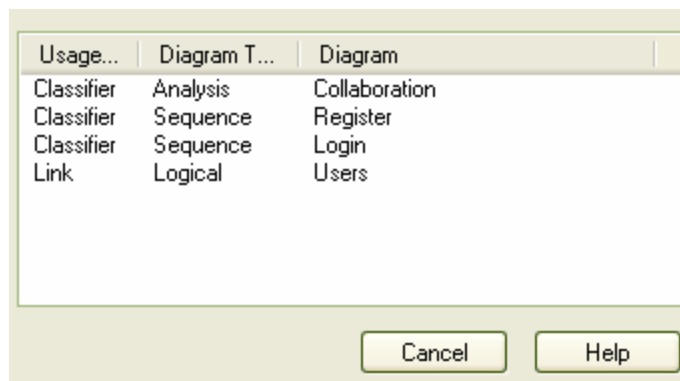 Usage... Diagram T... Diagram
Classifier Analysis Collaboration
Classifier Sequence Register
Classifier Sequence Login
Link Logical Users
Cancel Help